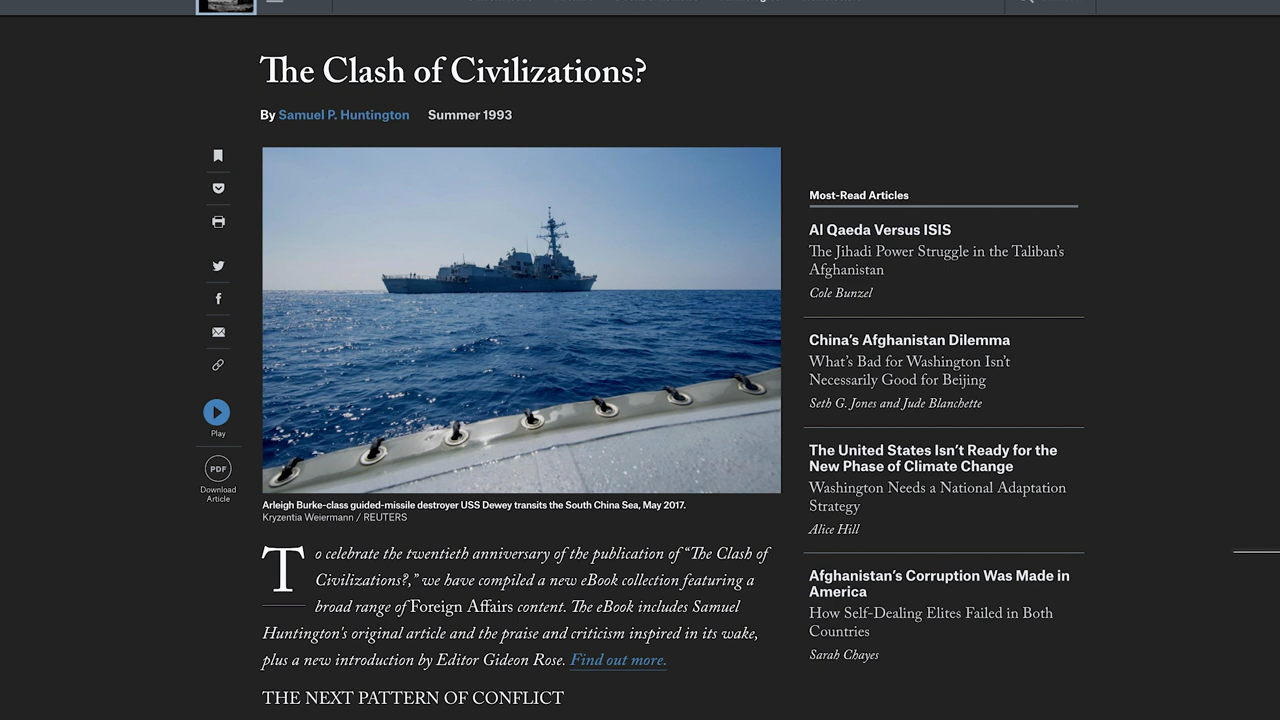 The Clash of Civilizations?
By Samuel P. Huntington Summer 1993
Play
PDF
Download
Article
Arleigh Burke-class guided-missile destroyer USS Dewey transits the South China Sea, May 2017.
Kryzentia Weiermann / REUTERS
To celebrate the twentieth anniversary of the publication of “The Clash of
Civilizations?,” we have compiled a new eBook collection featuring a
broad range of Foreign Affairs content. The eBook includes Samuel
Huntington's original article and the praise and criticism inspired in its wake,
plus a new introduction by Editor Gideon Rose. Find out more.
THE NEXT PATTERN OF CONFLICT
Most-Read Articles
Al Qaeda Versus ISIS
The Jihadi Power Struggle in the Taliban’s
Afghanistan
Cole Bunzel
China’s Afghanistan Dilemma
What’s Bad for Washington Isn’t
Necessarily Good for Beijing
Seth G. Jones and Jude Blanchette
The United States Isn’t Ready for the
New Phase of Climate Change
Washington Needs a National Adaptation
Strategy
Alice Hill
Afghanistan’s Corruption Was Made in
America
How Self-Dealing Elites Failed in Both
Countries
Sarah Chayes